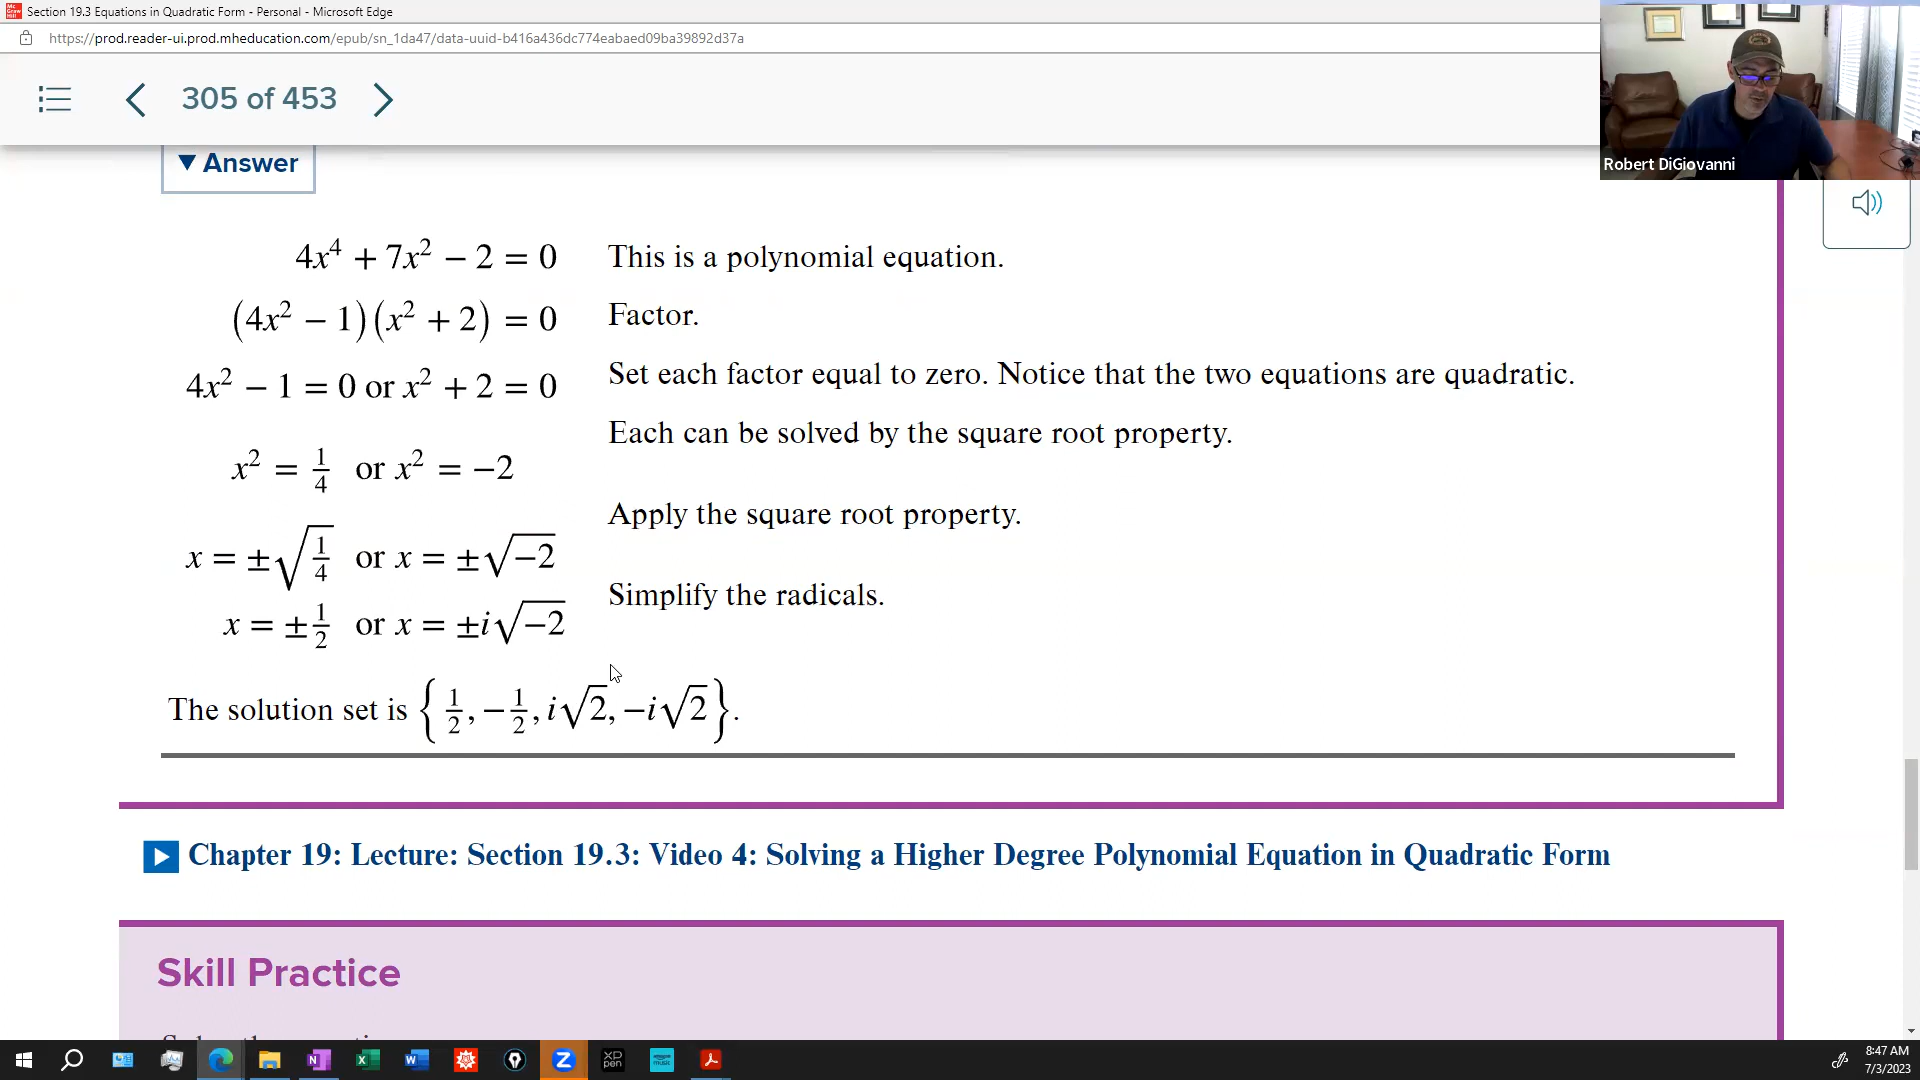 Section 19.3 Equations in Quadratic Form - Personal - Microsoft Edge
https://prod.reader-ui.prod.mheducation.com/epub/sn_1da47/data-uuid-b416a436dc774eabaed09ba39892d37a
305 of 453
Robert DiGiovanni
▼ Answer
4x⁴ + 7x² − 2 = 0 This is a polynomial equation.
(4x² − 1)(x² + 2) = 0 Factor.
4x² − 1 = 0 or x² + 2 = 0 Set each factor equal to zero. Notice that the two equations are quadratic.
Each can be solved by the square root property.
x² = 1/4 or x² = −2
Apply the square root property.
x = ±√(1/4) or x = ±√−2
Simplify the radicals.
x = ±1/2 or x = ±i√−2
The solution set is {1/2, −1/2, i√2, −i√2}.
Chapter 19: Lecture: Section 19.3: Video 4: Solving a Higher Degree Polynomial Equation in Quadratic Form
Skill Practice
8:47 AM
7/3/2023